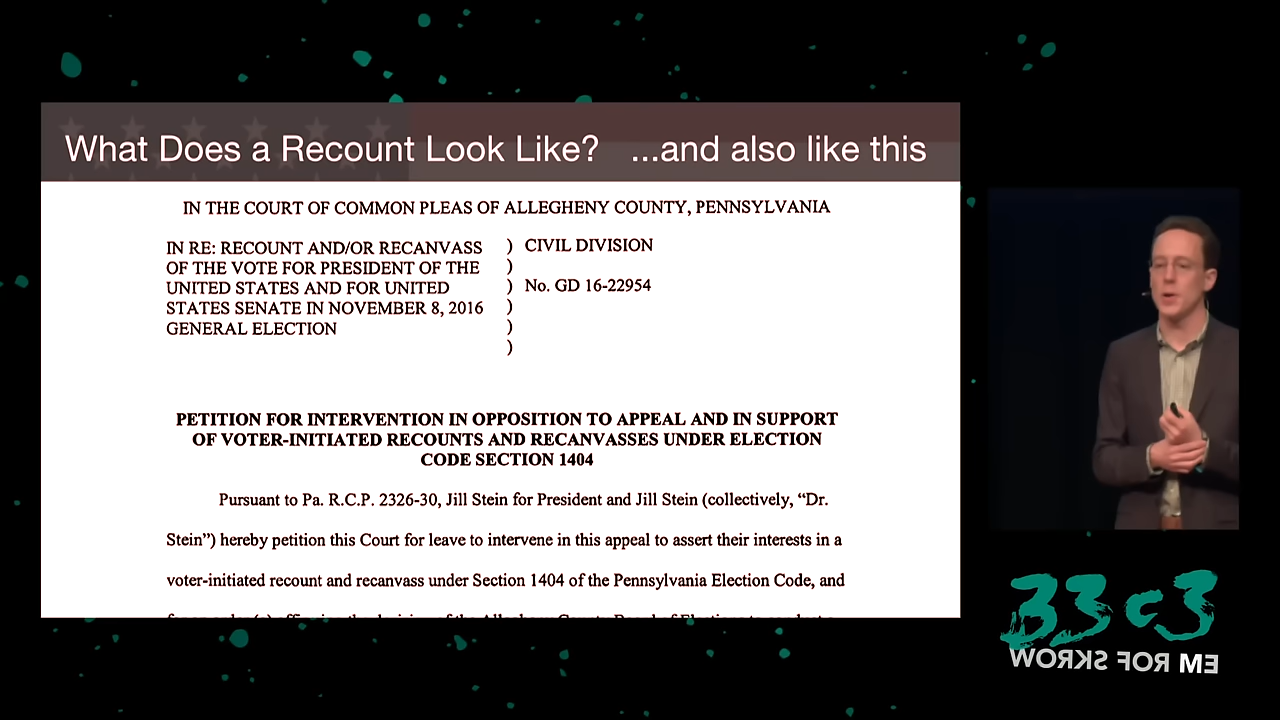 What Does a Recount Look Like? ...and also like this
IN THE COURT OF COMMON PLEAS OF ALLEGHENY COUNTY, PENNSYLVANIA
IN RE: RECOUNT AND/OR RECANVASS ) CIVIL DIVISION
OF THE VOTE FOR PRESIDENT OF THE )
UNITED STATES AND FOR UNITED ) No. GD 16-22954
STATES SENATE IN NOVEMBER 8, 2016 )
GENERAL ELECTION )
)
PETITION FOR INTERVENTION IN OPPOSITION TO APPEAL AND IN SUPPORT
OF VOTER-INITIATED RECOUNTS AND RECANVASSES UNDER ELECTION
CODE SECTION 1404
Pursuant to Pa. R.C.P. 2326-30, Jill Stein for President and Jill Stein (collectively, “Dr.
Stein”) hereby petition this Court for leave to intervene in this appeal to assert their interests in a
voter-initiated recount and recanvass under Section 1404 of the Pennsylvania Election Code, and
33c3
WORKS FOR ME